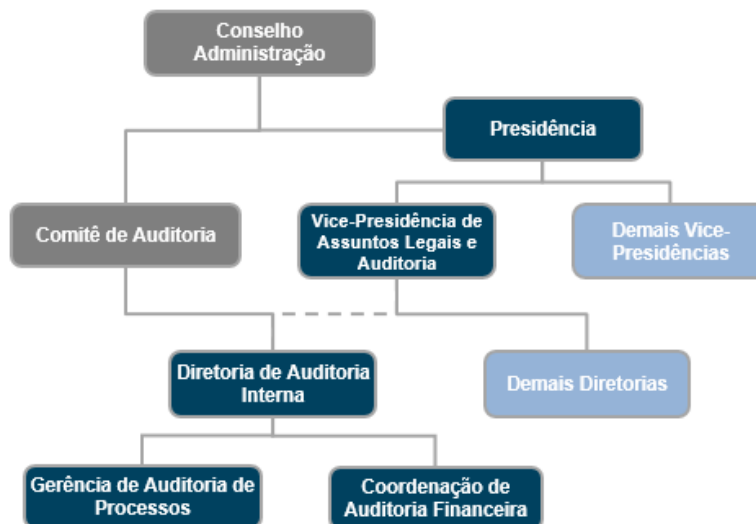 Conselho
Administração
Presidência
Comitê de Auditoria
Vice-Presidência de
Assuntos Legais e
Auditoria
Demais Vice-
Presidências
Diretoria de Auditoria
Interna
Demais Diretorias
Gerência de Auditoria de
Processos
Coordenação de
Auditoria Financeira